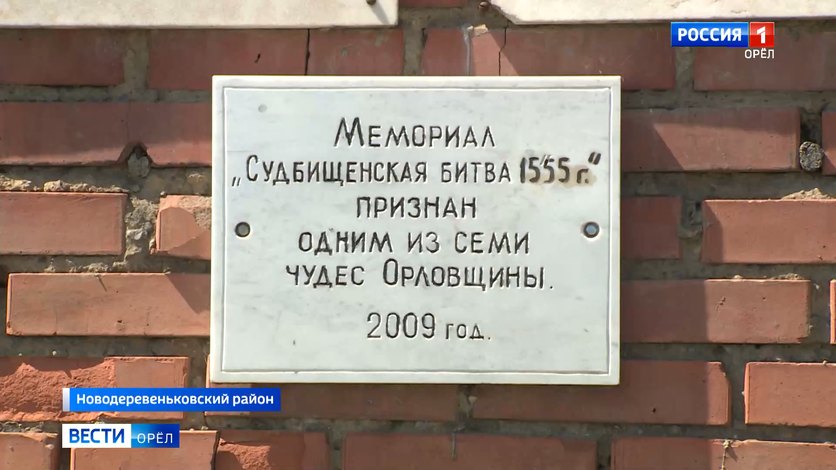 РОССИЯ 1
ОРЁЛ
МЕМОРИАЛ
„СУДБИЩЕНСКАЯ БИТВА 1555 г."
ПРИЗНАН
ОДНИМ ИЗ СЕМИ
ЧУДЕС ОРЛОВЩИНЫ.
2009 год.
Новодеревеньковский район
ВЕСТИ ОРЁЛ